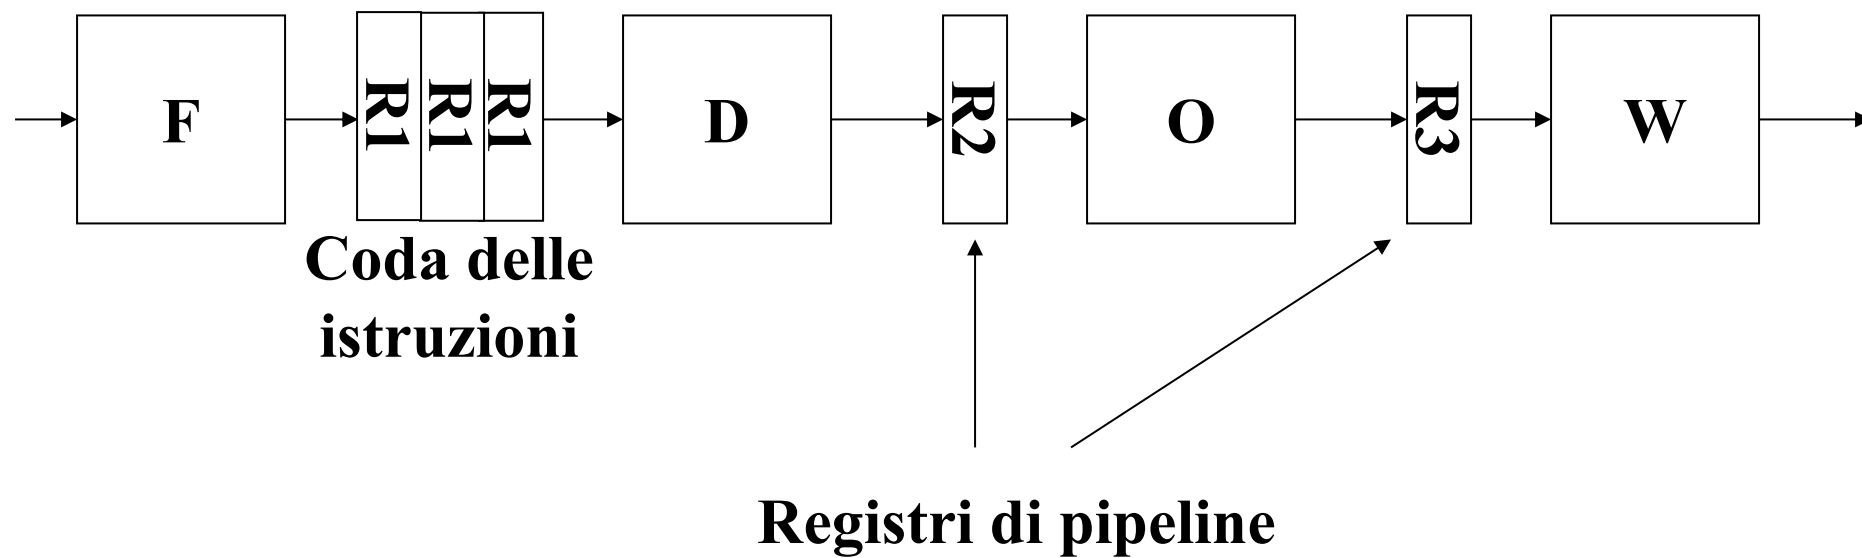 F
R1
R1
R1
D
R2
O
R3
W
Coda delle
istruzioni
Registri di pipeline